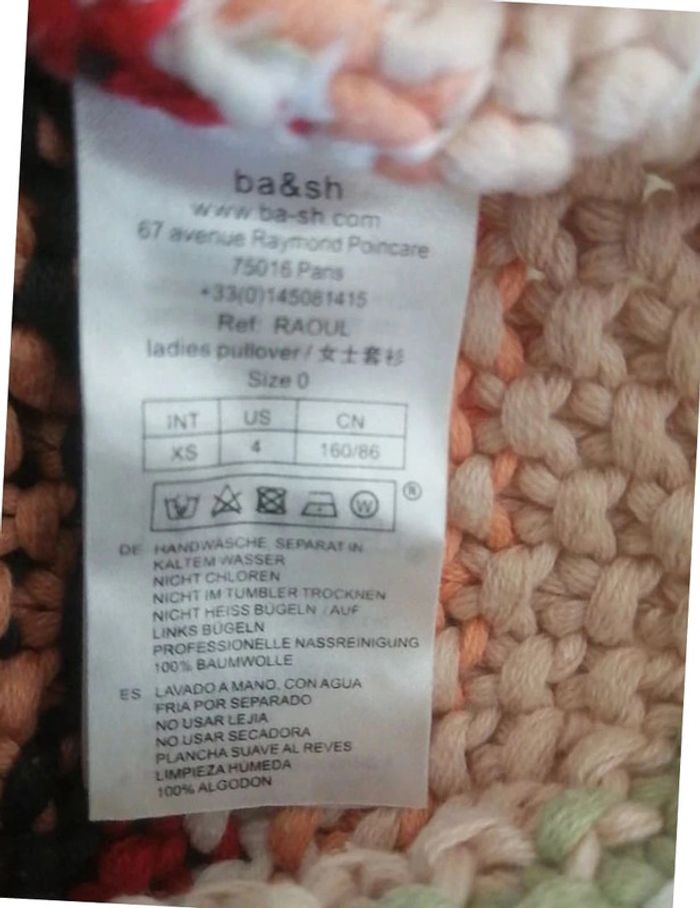 ba&sh
www.ba-sh.com
67 avenue Raymond Poincare
75016 Paris
+33(0)145081415
Ref: RAOUL
ladies pullover / 女士套衫
Size 0
INT US CN
XS 4 160/86
W ®
DE HANDWÄSCHE SEPARAT IN
KALTEM WASSER
NICHT CHLOREN
NICHT IM TUMBLER TROCKNEN
NICHT HEISS BÜGELN / AUF
LINKS BÜGELN
PROFESSIONELLE NASSREINIGUNG
100% BAUMWOLLE
ES LAVADO A MANO, CON AGUA
FRIA POR SEPARADO
NO USAR LEJIA
NO USAR SECADORA
PLANCHA SUAVE AL REVES
LIMPIEZA HÚMEDA
100% ALGODON